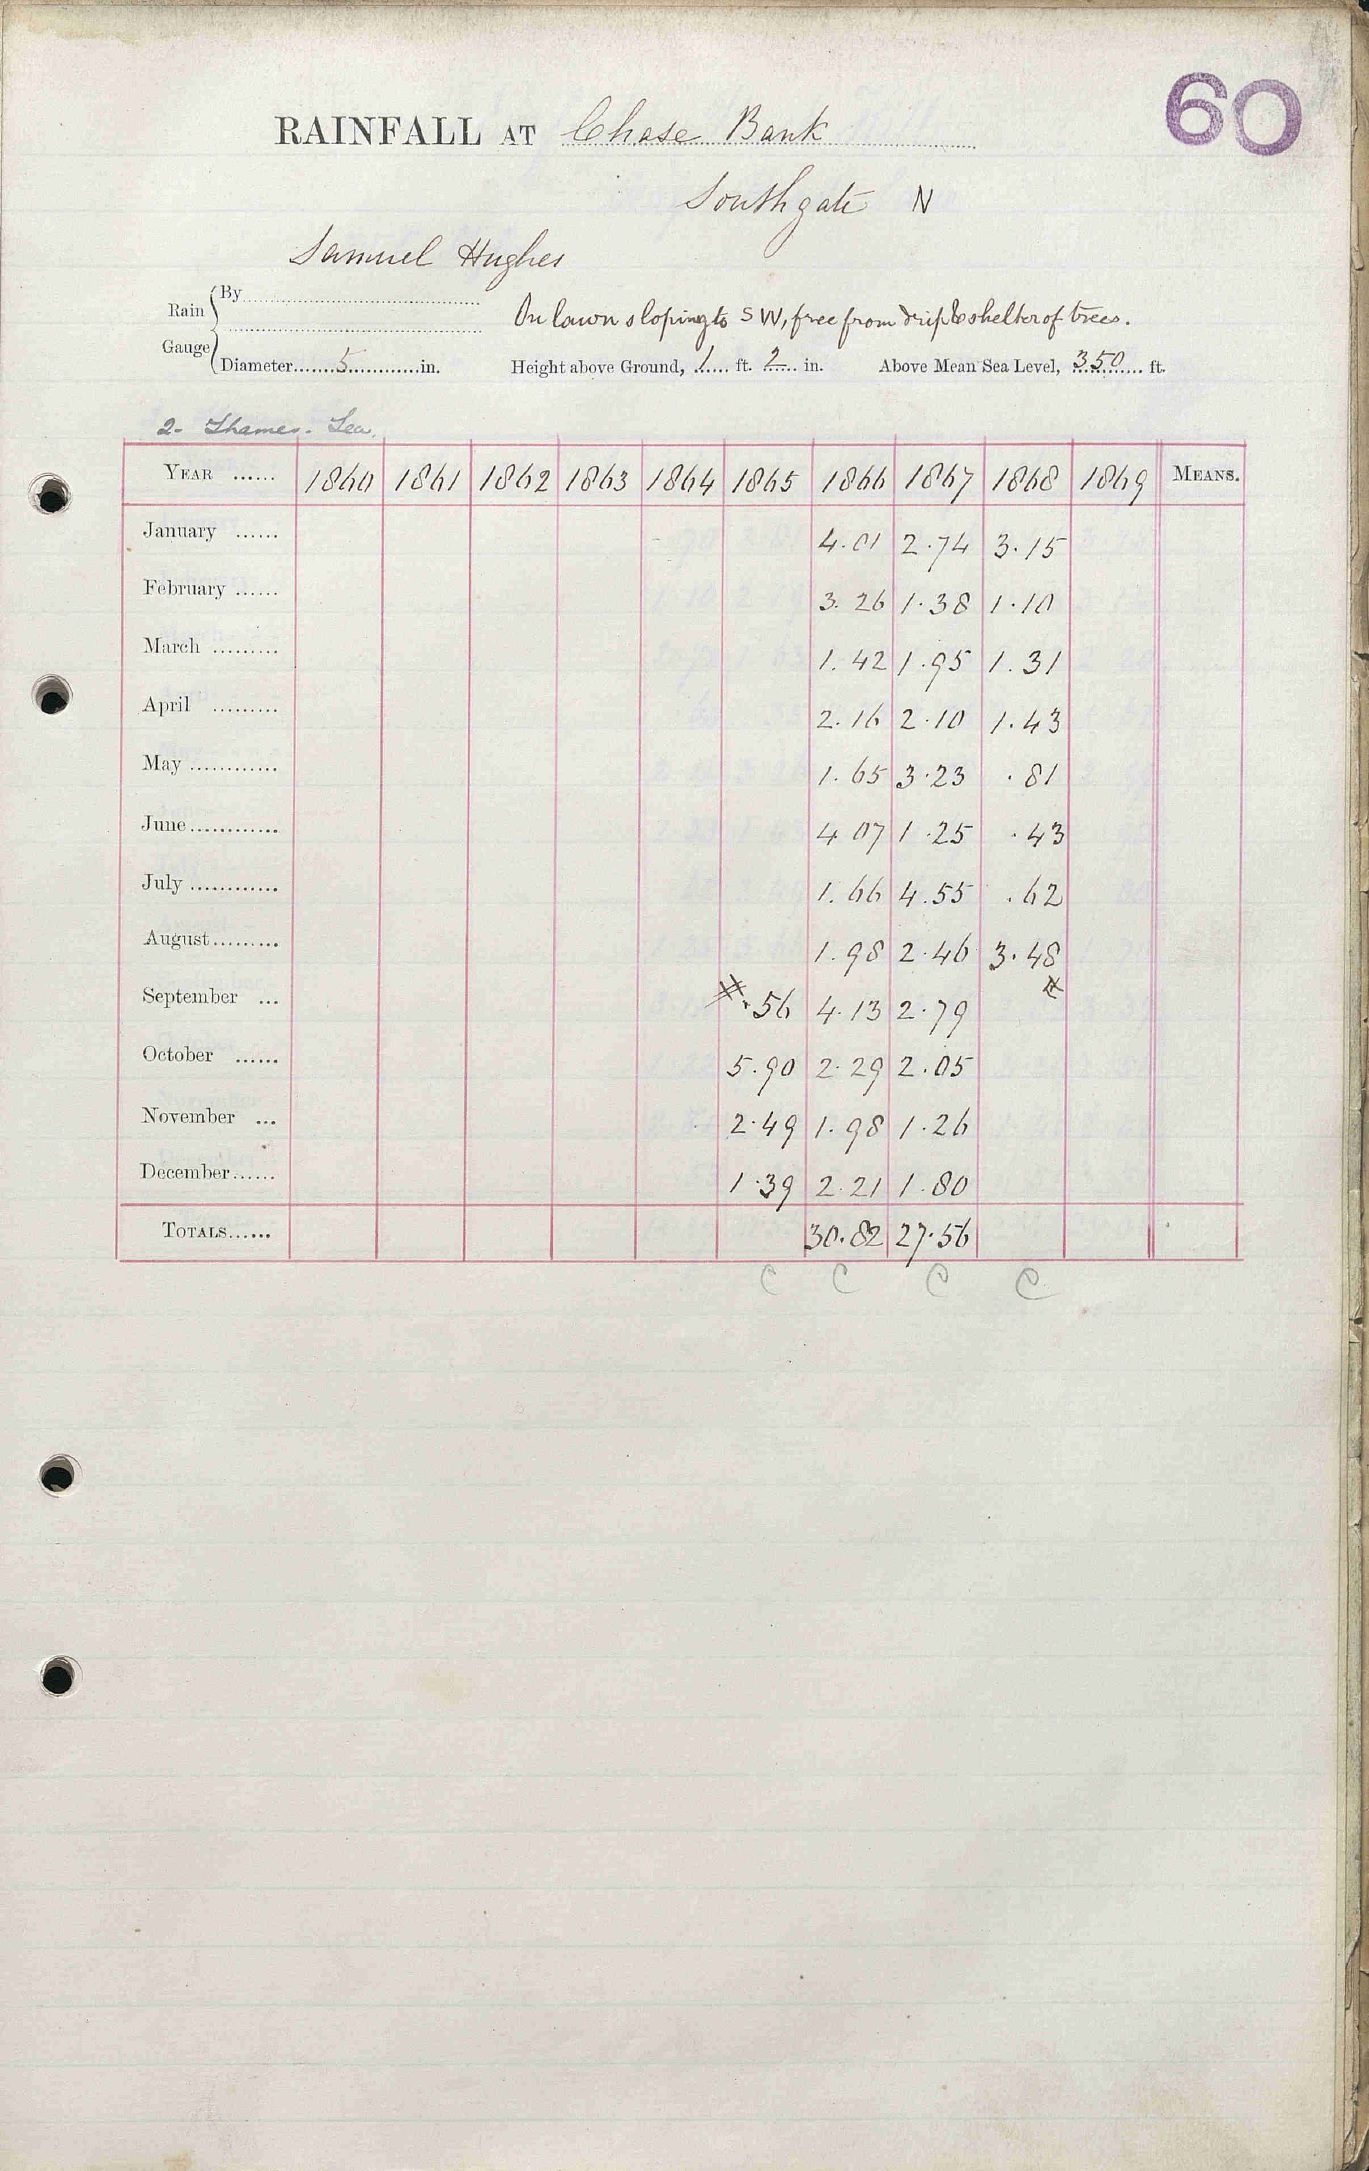 60
RAINFALL AT Chase Bank
Southgate N
Samuel Hughes
Rain Gauge { By
On lawn sloping to SW, free from drip & shelter of trees.
Diameter 5 in. Height above Ground, 1 ft. 2 in. Above Mean Sea Level, 350 ft.
2- Thames - Lea.
YEAR ...... 1860 1861 1862 1863 1864 1865 1866 1867 1868 1869 MEANS.
January ...... 4.01 2.74 3.15
February ...... 3.26 1.38 1.10
March ......... 1.42 1.95 1.31
April ......... 2.16 2.10 1.43
May ............ 1.65 3.23 .81
June ............ 4.07 1.25 .43
July ............ 1.66 4.55 .62
August ......... 1.98 2.46 3.48
September ... .56 4.13 2.79
October ...... 5.90 2.29 2.05
November ... 2.49 1.98 1.26
December ...... 1.39 2.21 1.80
TOTALS ...... 30.82 27.56
C C C C